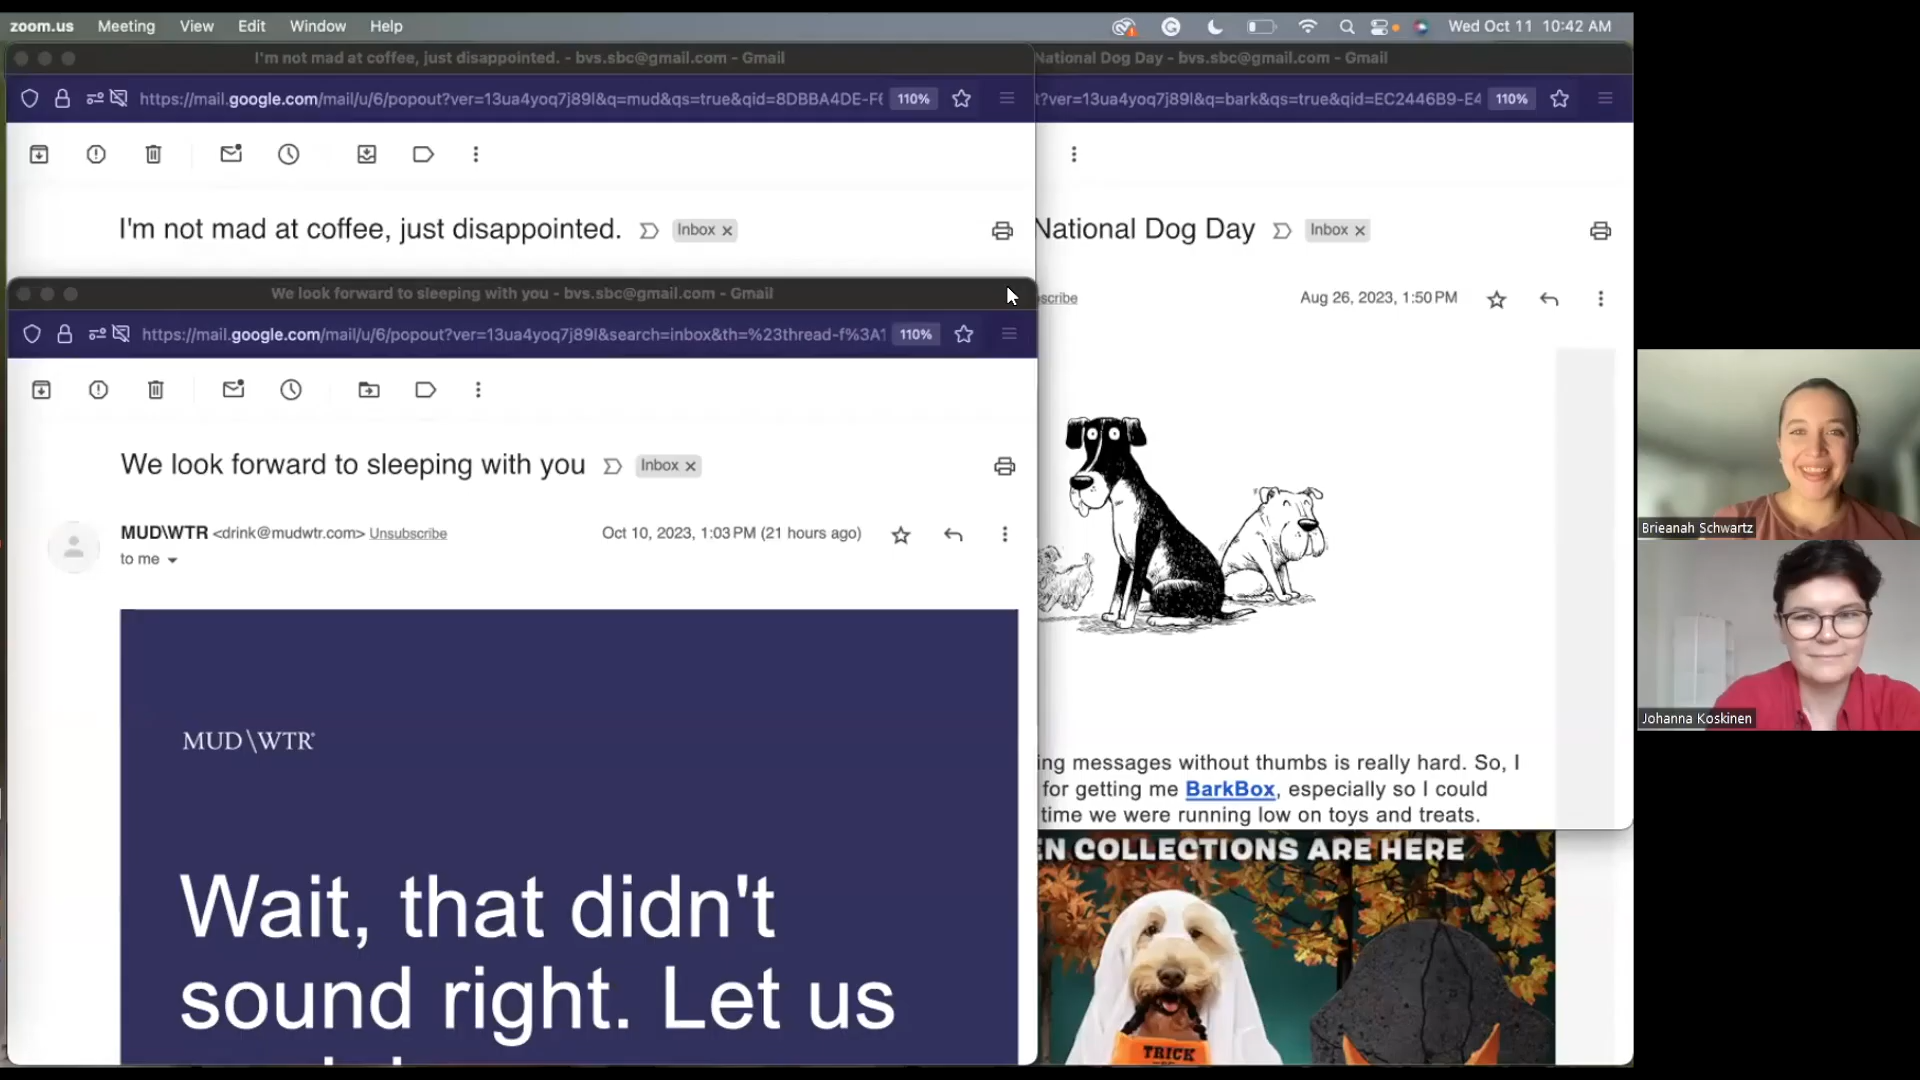 zoom.us Meeting View Edit Window Help
Wed Oct 11 10:42 AM
I'm not mad at coffee, just disappointed. - bvs.sbc@gmail.com - Gmail
National Dog Day - bvs.sbc@gmail.com - Gmail
https://mail.google.com/mail/u/6/popout?ver=13ua4yoq7j89l&q=mud&qs=true&qid=8DBBA4DE-F6 110%
t?ver=13ua4yoq7j89l&q=bark&qs=true&qid=EC2446B9-E4 110%
I'm not mad at coffee, just disappointed. Inbox ×
National Dog Day Inbox ×
scribe
Aug 26, 2023, 1:50 PM
We look forward to sleeping with you - bvs.sbc@gmail.com - Gmail
https://mail.google.com/mail/u/6/popout?ver=13ua4yoq7j89l&search=inbox&th=%23thread-f%3A1 110%
We look forward to sleeping with you Inbox ×
MUD\WTR <drink@mudwtr.com> Unsubscribe
Oct 10, 2023, 1:03 PM (21 hours ago)
to me
MUD\WTR
Wait, that didn't
sound right. Let us
ing messages without thumbs is really hard. So, I
for getting me BarkBox, especially so I could
time we were running low on toys and treats.
EN COLLECTIONS ARE HERE
TRICK
Brieanah Schwartz
Johanna Koskinen